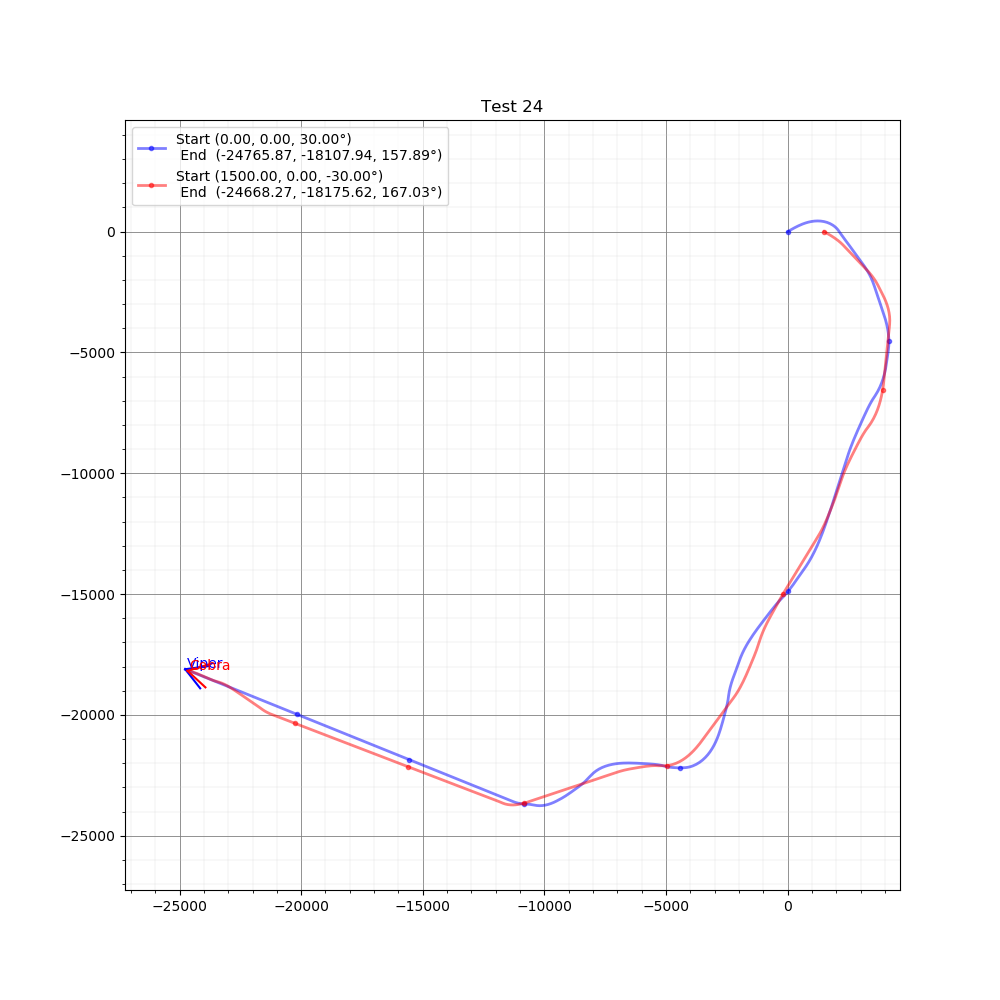 Test 24
Start (0.00, 0.00, 30.00°)
End (-24765.87, -18107.94, 157.89°)
Start (1500.00, 0.00, -30.00°)
End (-24668.27, -18175.62, 167.03°)
0
−5000
−10000
−15000
−20000
−25000
Viper
Cobra
−25000
−20000
−15000
−10000
−5000
0